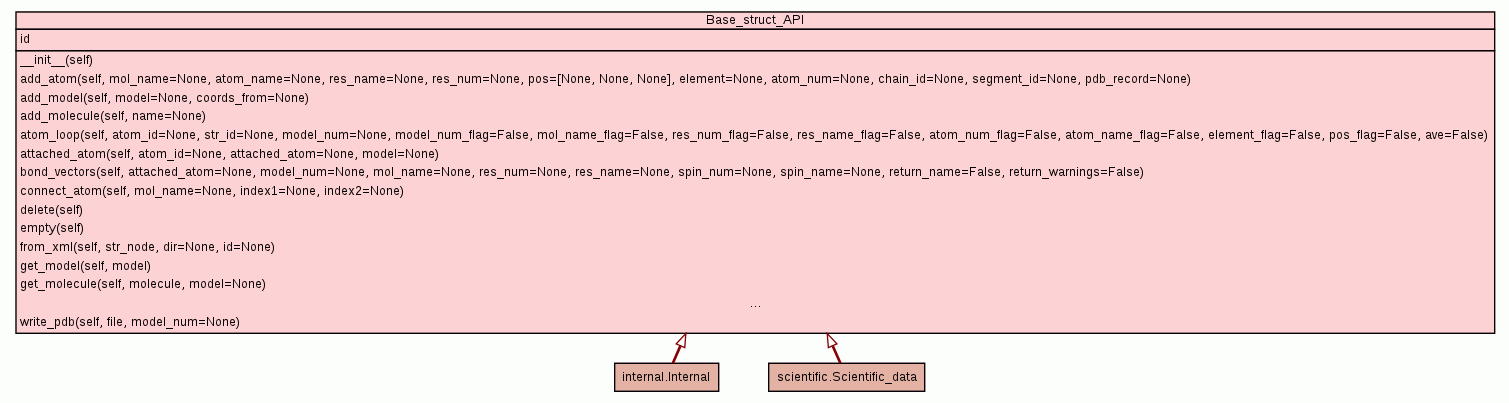 Base_struct_API
id
__init__(self)
add_atom(self, mol_name=None, atom_name=None, res_name=None, res_num=None, pos=[None, None, None], element=None, atom_num=None, chain_id=None, segment_id=None, pdb_record=None)
add_model(self, model=None, coords_from=None)
add_molecule(self, name=None)
atom_loop(self, atom_id=None, str_id=None, model_num=None, model_num_flag=False, mol_name_flag=False, res_num_flag=False, res_name_flag=False, atom_num_flag=False, atom_name_flag=False, element_flag=False, pos_flag=False, ave=False)
attached_atom(self, atom_id=None, attached_atom=None, model=None)
bond_vectors(self, attached_atom=None, model_num=None, mol_name=None, res_num=None, res_name=None, spin_num=None, spin_name=None, return_name=False, return_warnings=False)
connect_atom(self, mol_name=None, index1=None, index2=None)
delete(self)
empty(self)
from_xml(self, str_node, dir=None, id=None)
get_model(self, model)
get_molecule(self, molecule, model=None)
...
write_pdb(self, file, model_num=None)
internal.Internal
scientific.Scientific_data